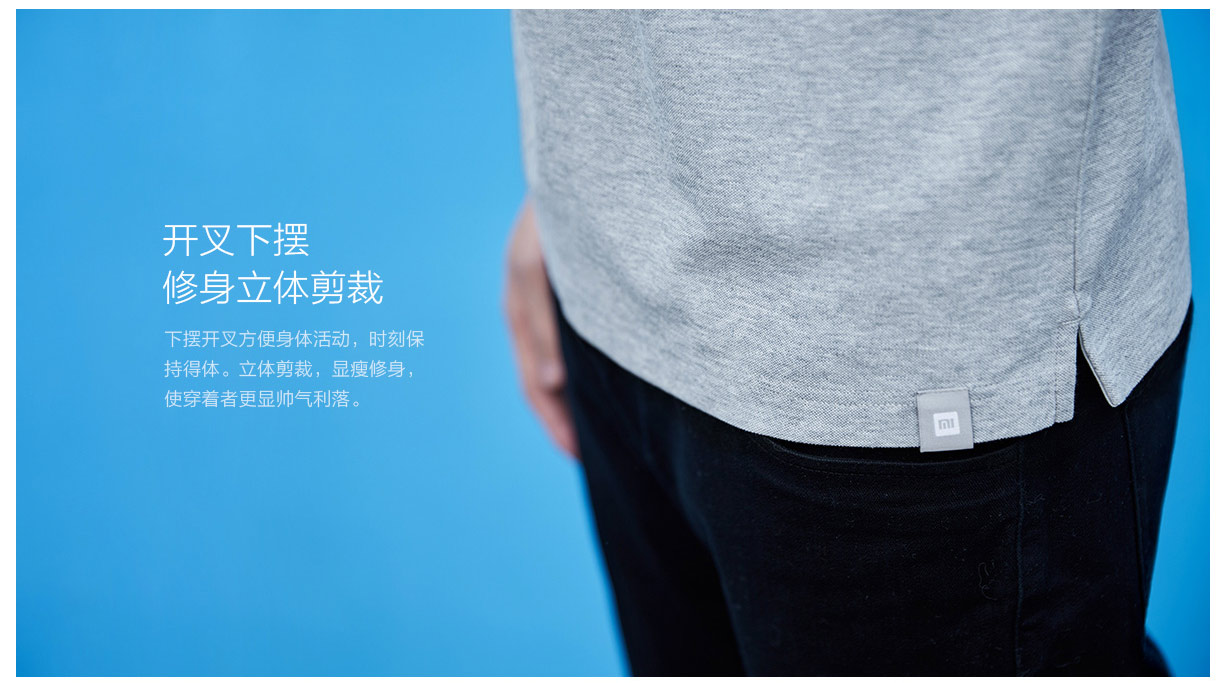 开叉下摆
修身立体剪裁
下摆开叉方便身体活动，时刻保
持得体。立体剪裁，显瘦修身，
使穿着者更显帅气利落。
MI